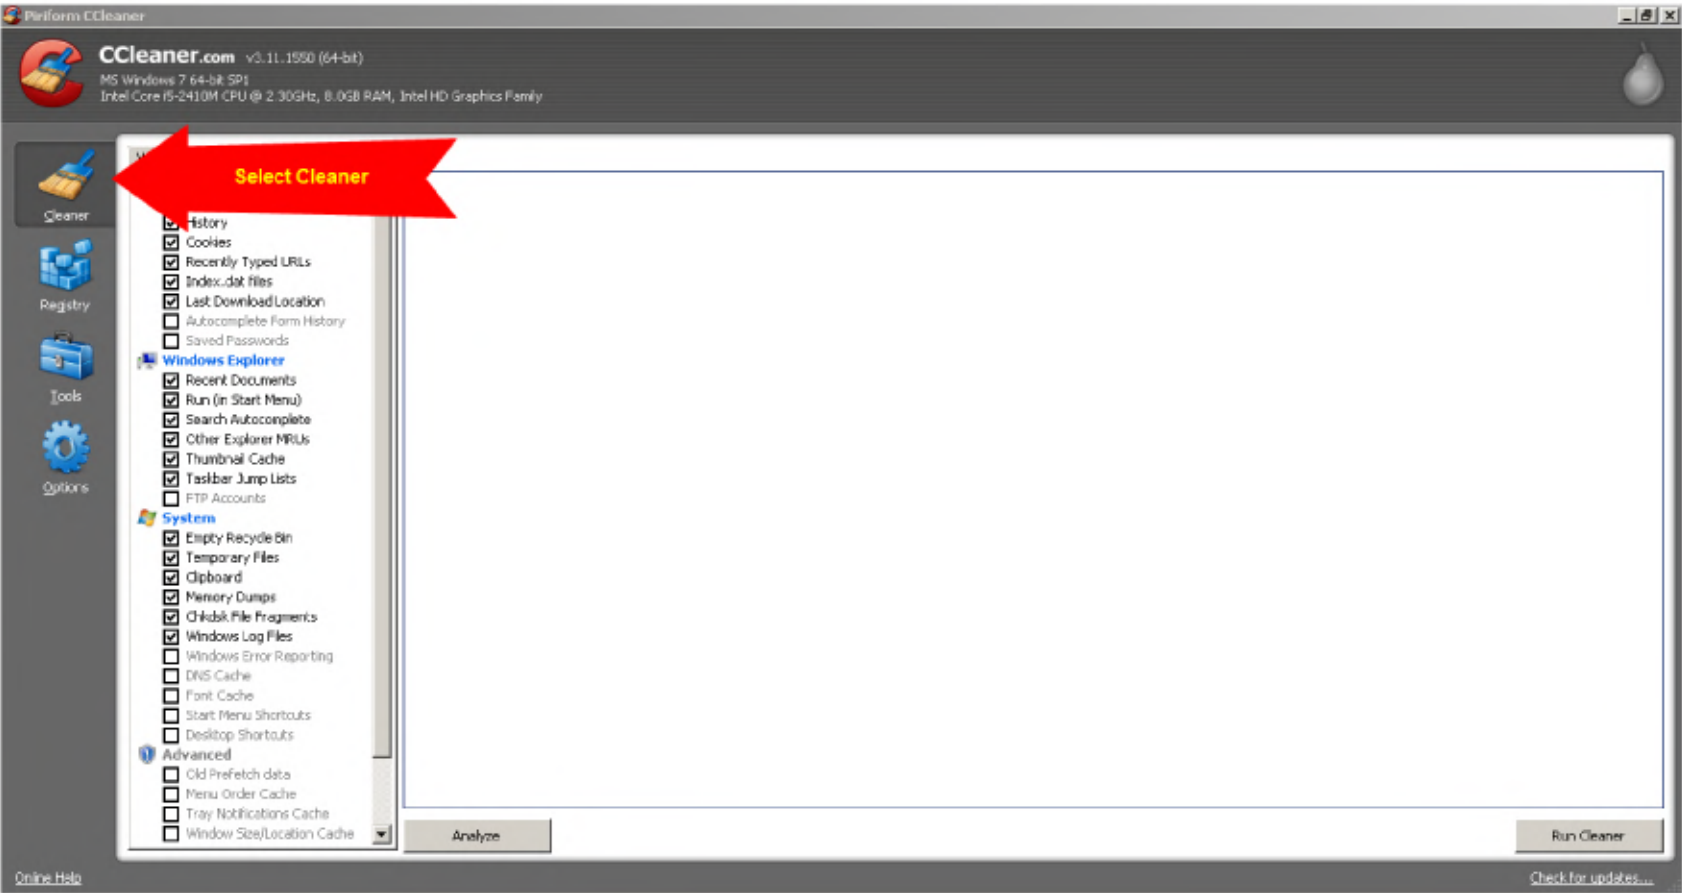 Piriform CCleaner
CCleaner.com v3.11.1550 (64-bit)
MS Windows 7 64-bit SP1
Intel Core i5-2410M CPU @ 2.30GHz, 8.0GB RAM, Intel HD Graphics Family
Select Cleaner
Cleaner
Registry
Tools
Options
History
Cookies
Recently Typed URLs
Index.dat files
Last Download Location
Autocomplete Form History
Saved Passwords
Windows Explorer
Recent Documents
Run (in Start Menu)
Search Autocomplete
Other Explorer MRUs
Thumbnail Cache
Taskbar Jump Lists
FTP Accounts
System
Empty Recycle Bin
Temporary Files
Clipboard
Memory Dumps
Chkdsk File Fragments
Windows Log Files
Windows Error Reporting
DNS Cache
Font Cache
Start Menu Shortcuts
Desktop Shortcuts
Advanced
Old Prefetch data
Menu Order Cache
Tray Notifications Cache
Window Size/Location Cache
Analyze
Run Cleaner
Online Help
Check for updates...